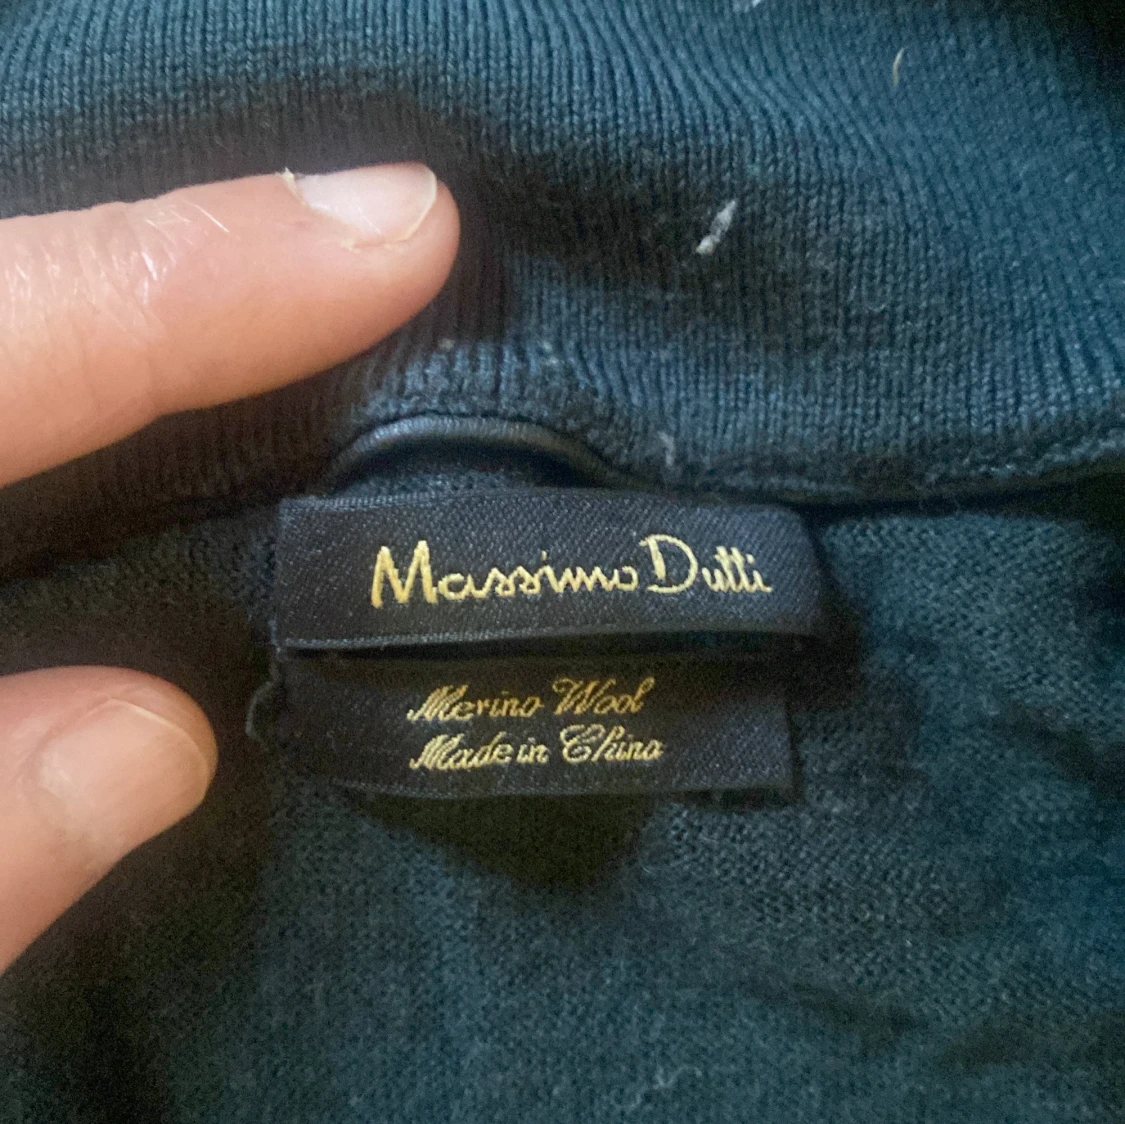 Massimo Dutti
Merino Wool
Made in China